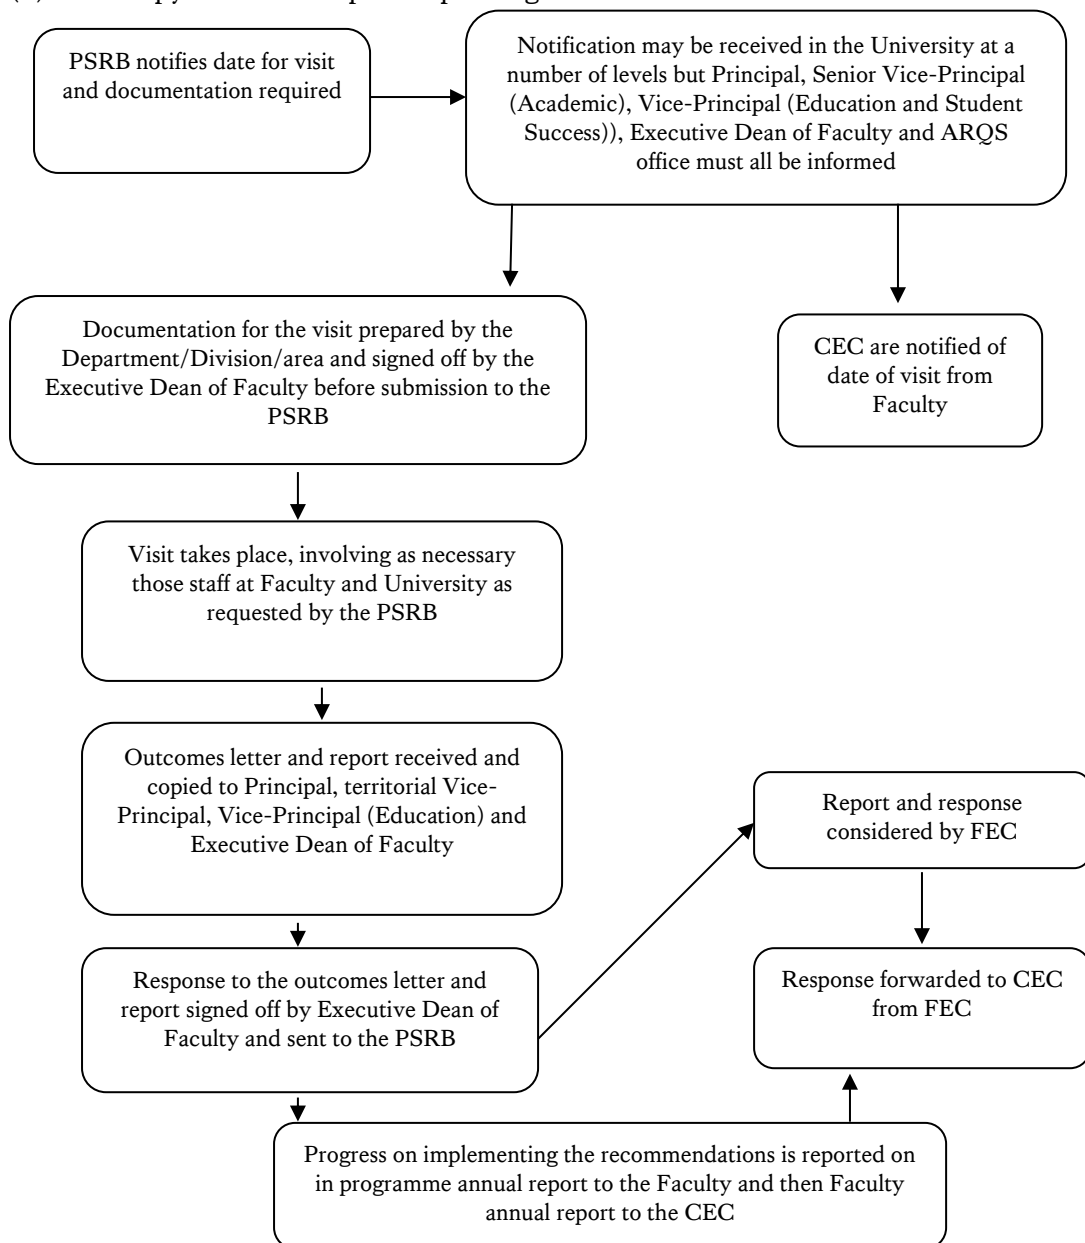 PSRB notifies date for visit
and documentation required
Notification may be received in the University at a
number of levels but Principal, Senior Vice-Principal
(Academic), Vice-Principal (Education and Student
Success)), Executive Dean of Faculty and ARQS
office must all be informed
Documentation for the visit prepared by the
Department/Division/area and signed off by the
Executive Dean of Faculty before submission to the
PSRB
CEC are notified of
date of visit from
Faculty
Visit takes place, involving as necessary
those staff at Faculty and University as
requested by the PSRB
Outcomes letter and report received and
copied to Principal, territorial Vice-
Principal, Vice-Principal (Education) and
Executive Dean of Faculty
Report and response
considered by FEC
Response to the outcomes letter and
report signed off by Executive Dean of
Faculty and sent to the PSRB
Response forwarded to CEC
from FEC
Progress on implementing the recommendations is reported on
in programme annual report to the Faculty and then Faculty
annual report to the CEC